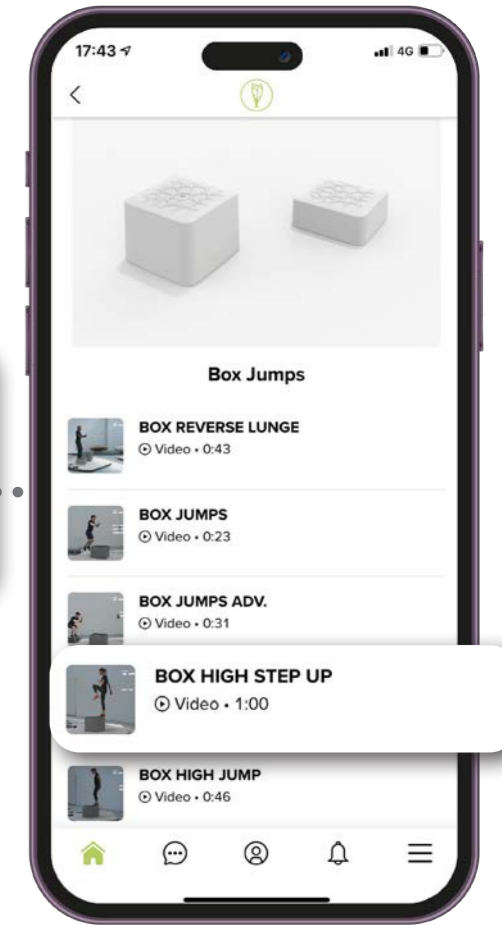 17:43
4G
Box Jumps
BOX REVERSE LUNGE
Video • 0:43
BOX JUMPS
Video • 0:23
BOX JUMPS ADV.
Video • 0:31
BOX HIGH STEP UP
Video • 1:00
BOX HIGH JUMP
Video • 0:46